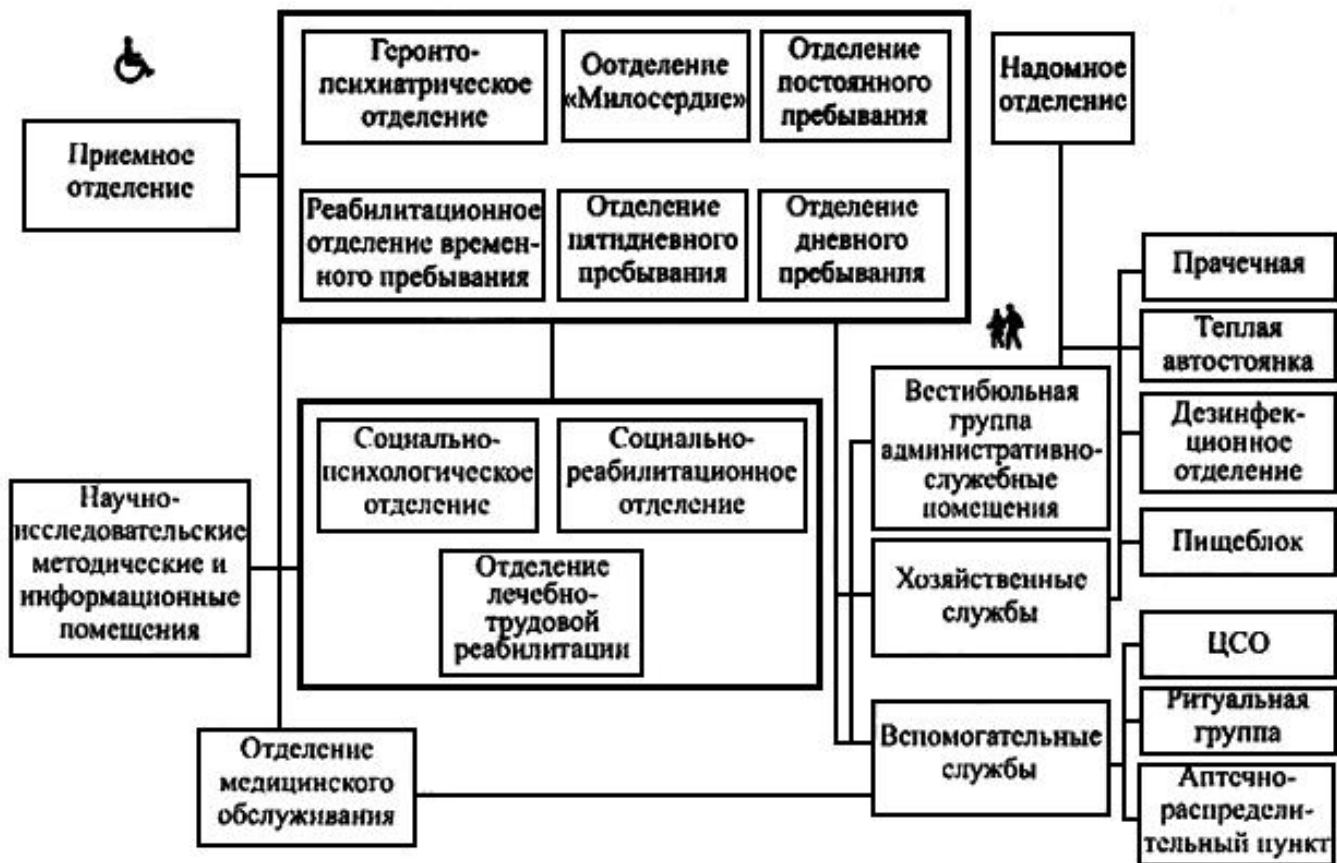 Геронто-
психиатрическое
отделение
Оотделение
«Милосердие»
Отделение
постоянного
пребывания
Надомное
отделение
Приемное
отделение
Реабилитационное
отделение времен-
ного пребывания
Отделение
пятидневного
пребывания
Отделение
дневного
пребывания
Прачечная
Теплая
автостоянка
Вестибюльная
группа
административно-
служебные
помещения
Дезинфек-
ционное
отделение
Социально-
психологическое
отделение
Социально-
реабилитационное
отделение
Научно-
исследовательские
методические и
информационные
помещения
Пищеблок
Хозяйственные
службы
Отделение
лечебно-
трудовой
реабилитации
ЦСО
Ритуальная
группа
Вспомогательные
службы
Отделение
медицинского
обслуживания
Аптечно-
распредели-
тельный пункт